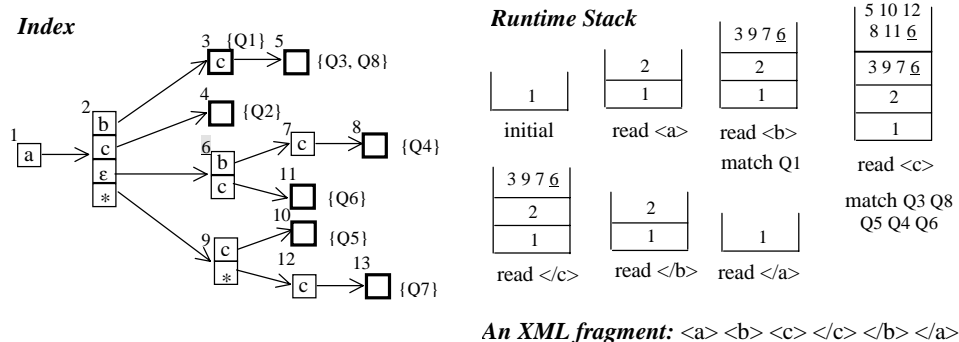 Index
1
a
2
b
c
ε
*
3
{Q1}
c
5
{Q3, Q8}
4
{Q2}
6
b
c
7
c
8
{Q4}
11
{Q6}
9
c
*
10
{Q5}
12
c
13
{Q7}
Runtime Stack
1
initial
2
1
read <a>
3 9 7 6
2
1
read <b>
match Q1
5 10 12
8 11 6
3 9 7 6
2
1
read <c>
match Q3 Q8
Q5 Q4 Q6
3 9 7 6
2
1
read </c>
2
1
read </b>
1
read </a>
An XML fragment: <a> <b> <c> </c> </b> </a>